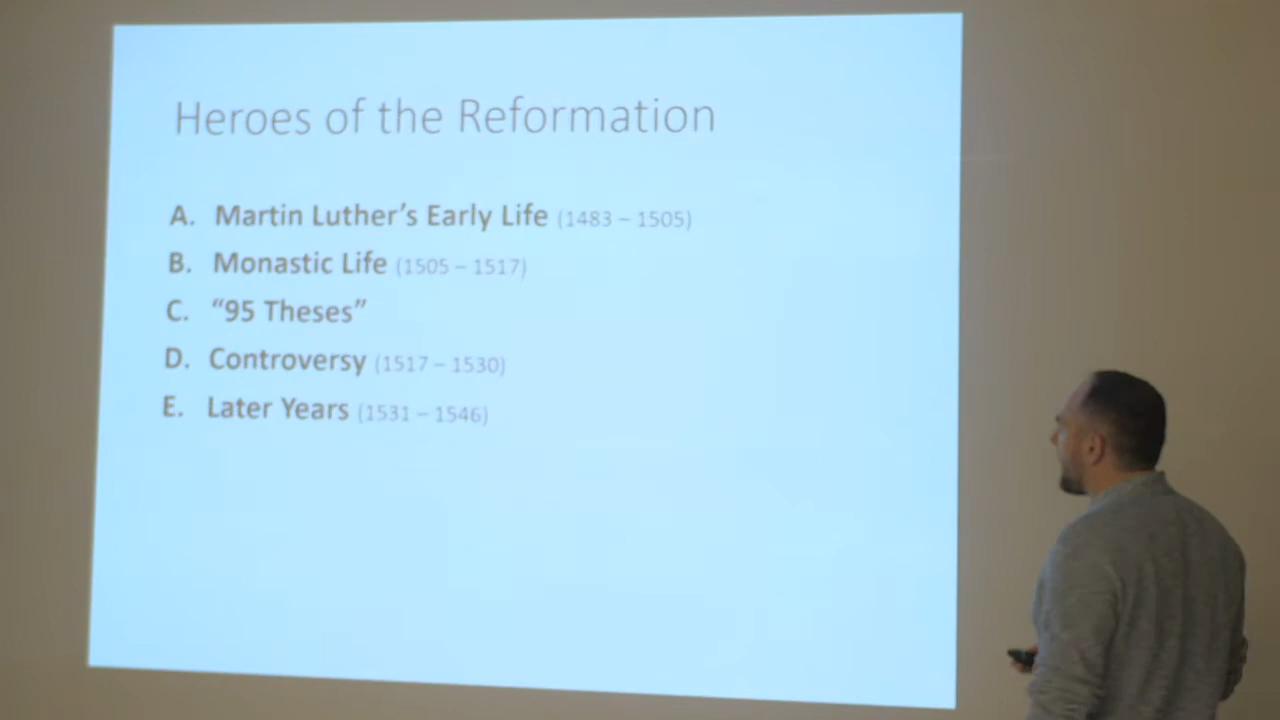 Heroes of the Reformation
A. Martin Luther’s Early Life (1483 – 1505)
B. Monastic Life (1505 – 1517)
C. “95 Theses”
D. Controversy (1517 – 1530)
E. Later Years (1531 – 1546)